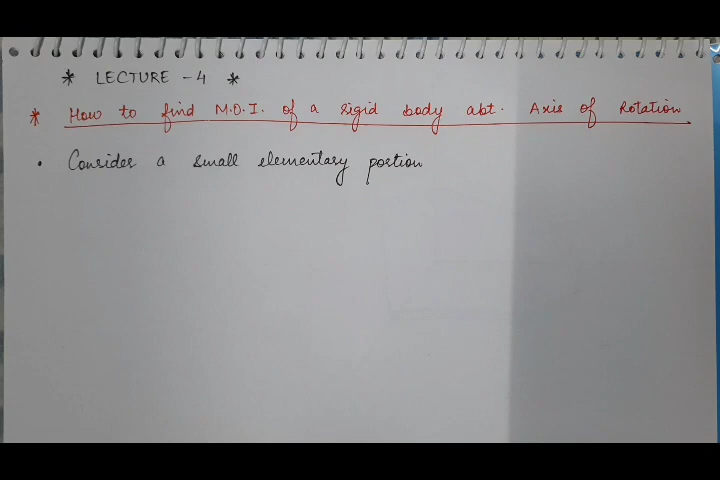 * LECTURE - 4 *
* How to find M.O.I. of a rigid body abt. Axis of Rotation
• Consider a small elementary portion